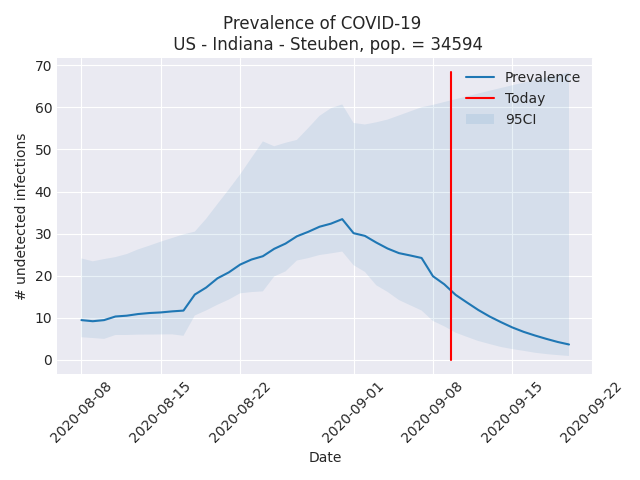 Prevalence of COVID-19
US - Indiana - Steuben, pop. = 34594
# undetected infections
70
60
50
40
30
20
10
0
Prevalence
Today
95CI
2020-08-08
2020-08-15
2020-08-22
2020-09-01
2020-09-08
2020-09-15
2020-09-22
Date